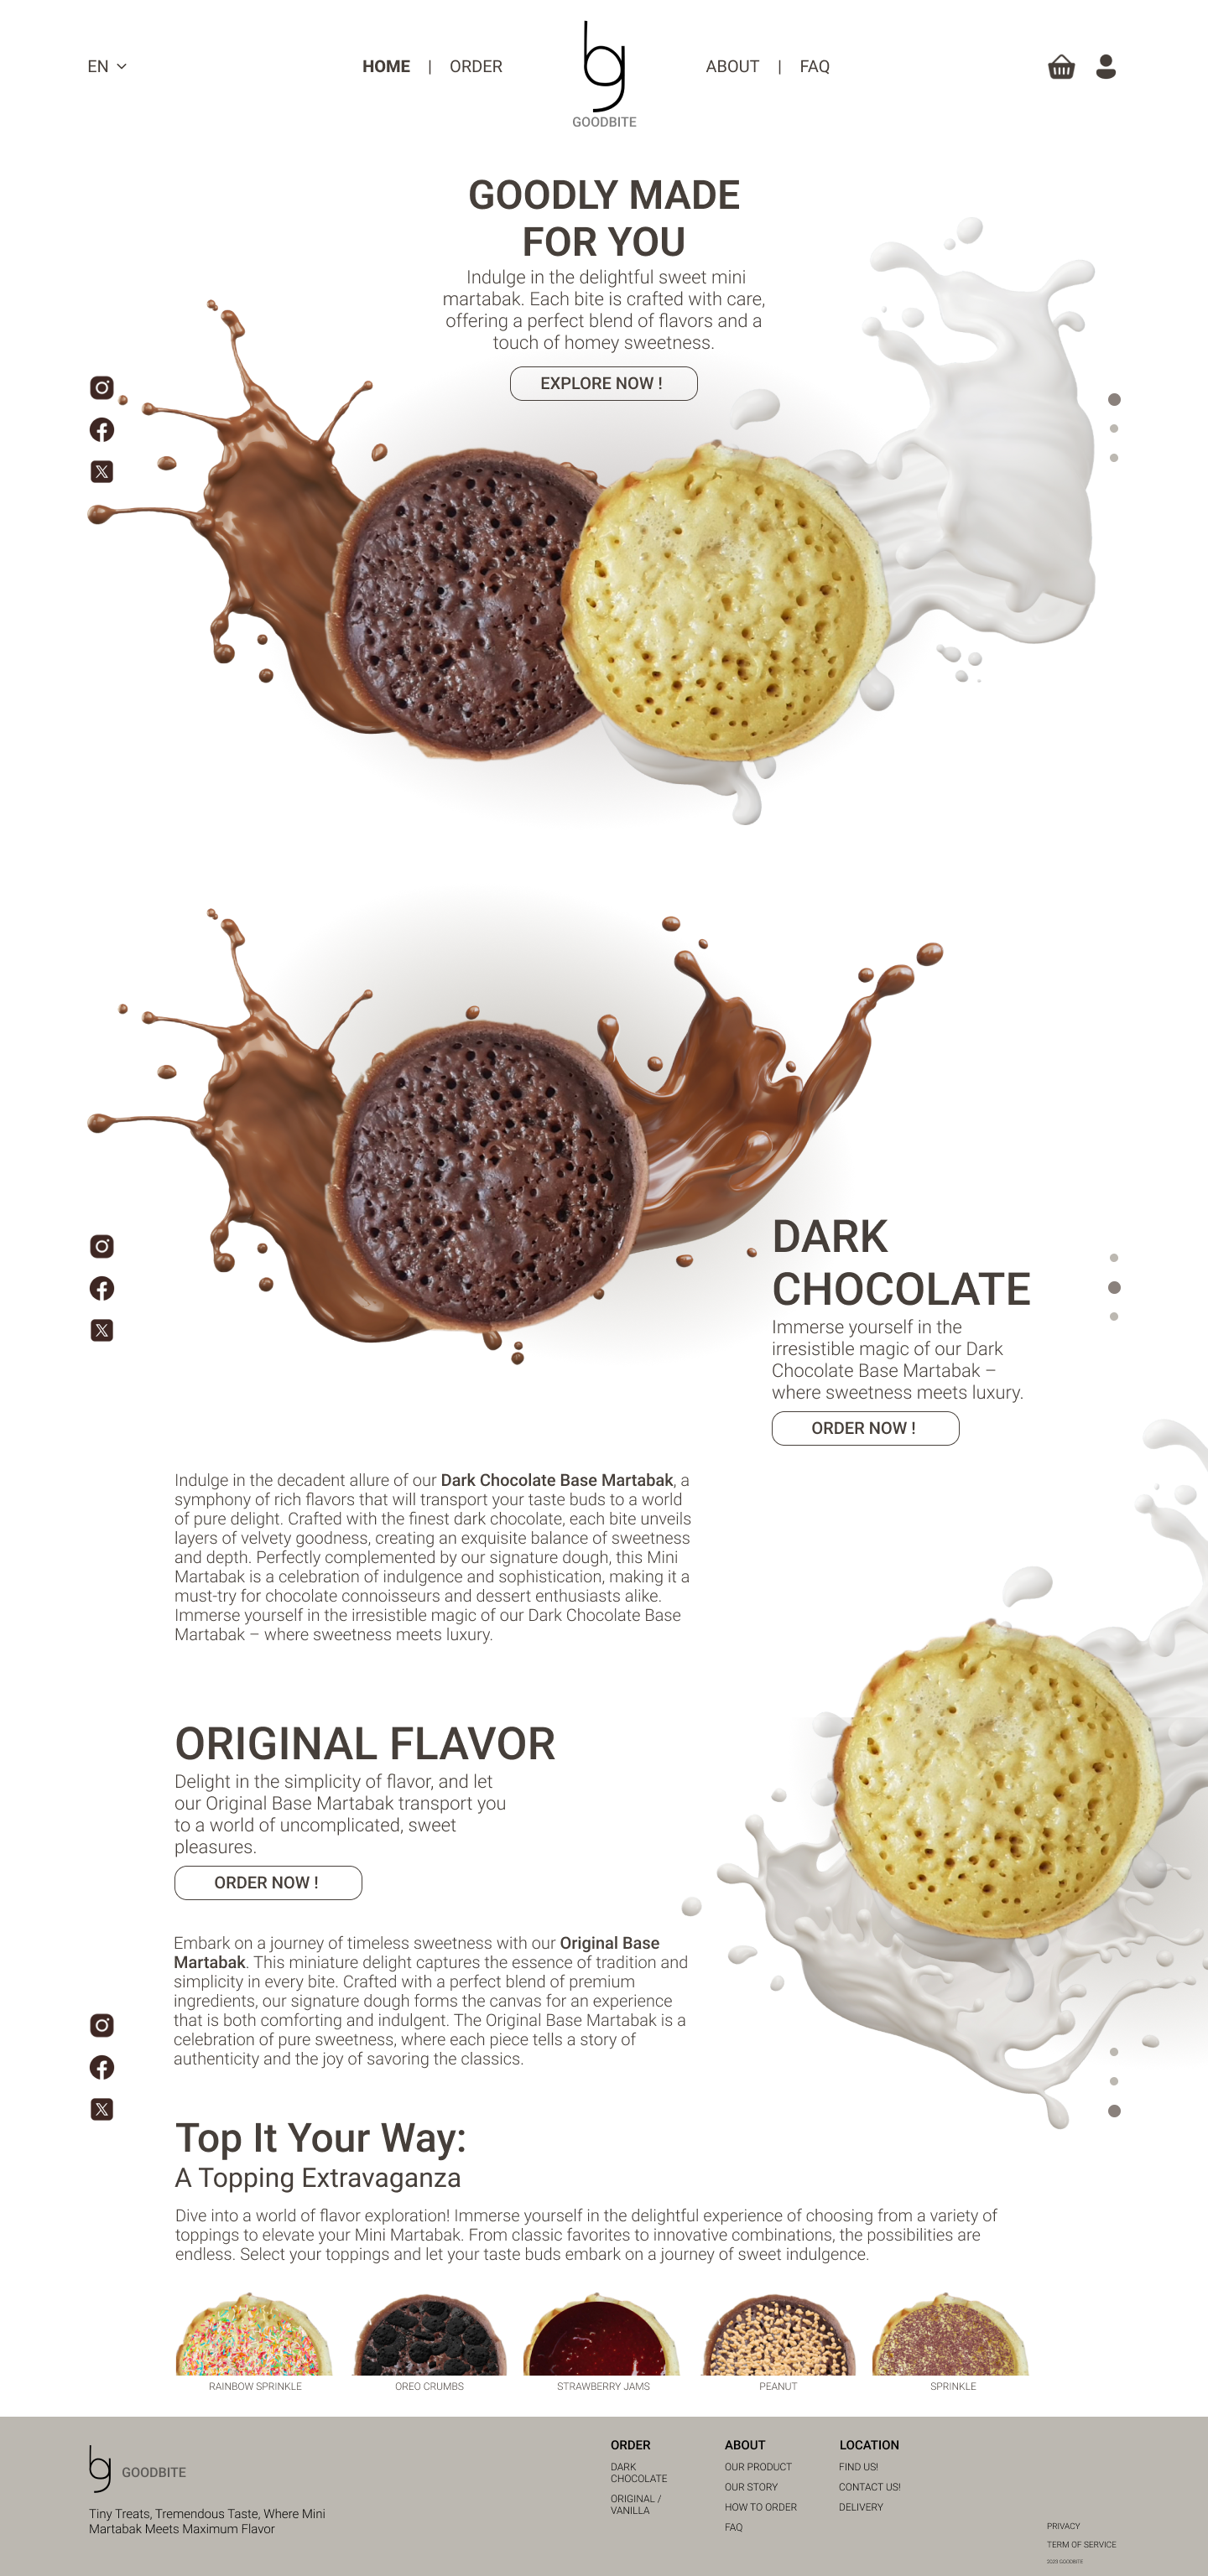 EN
HOME | ORDER
bg
GOODBITE
ABOUT | FAQ
GOODLY MADE
FOR YOU
Indulge in the delightful sweet mini
martabak. Each bite is crafted with care,
offering a perfect blend of flavors and a
touch of homey sweetness.
EXPLORE NOW !
DARK
CHOCOLATE
Immerse yourself in the
irresistible magic of our Dark
Chocolate Base Martabak –
where sweetness meets luxury.
ORDER NOW !
Indulge in the decadent allure of our Dark Chocolate Base Martabak, a
symphony of rich flavors that will transport your taste buds to a world
of pure delight. Crafted with the finest dark chocolate, each bite unveils
layers of velvety goodness, creating an exquisite balance of sweetness
and depth. Perfectly complemented by our signature dough, this Mini
Martabak is a celebration of indulgence and sophistication, making it a
must-try for chocolate connoisseurs and dessert enthusiasts alike.
Immerse yourself in the irresistible magic of our Dark Chocolate Base
Martabak – where sweetness meets luxury.
ORIGINAL FLAVOR
Delight in the simplicity of flavor, and let
our Original Base Martabak transport you
to a world of uncomplicated, sweet
pleasures.
ORDER NOW !
Embark on a journey of timeless sweetness with our Original Base
Martabak. This miniature delight captures the essence of tradition and
simplicity in every bite. Crafted with a perfect blend of premium
ingredients, our signature dough forms the canvas for an experience
that is both comforting and indulgent. The Original Base Martabak is a
celebration of pure sweetness, where each piece tells a story of
authenticity and the joy of savoring the classics.
Top It Your Way:
A Topping Extravaganza
Dive into a world of flavor exploration! Immerse yourself in the delightful experience of choosing from a variety of
toppings to elevate your Mini Martabak. From classic favorites to innovative combinations, the possibilities are
endless. Select your toppings and let your taste buds embark on a journey of sweet indulgence.
RAINBOW SPRINKLE
OREO CRUMBS
STRAWBERRY JAMS
PEANUT
SPRINKLE
bg
GOODBITE
Tiny Treats, Tremendous Taste, Where Mini
Martabak Meets Maximum Flavor
ORDER
DARK
CHOCOLATE
ORIGINAL /
VANILLA
ABOUT
OUR PRODUCT
OUR STORY
HOW TO ORDER
FAQ
LOCATION
FIND US!
CONTACT US!
DELIVERY
PRIVACY
TERM OF SERVICE
2023 GOODBITE